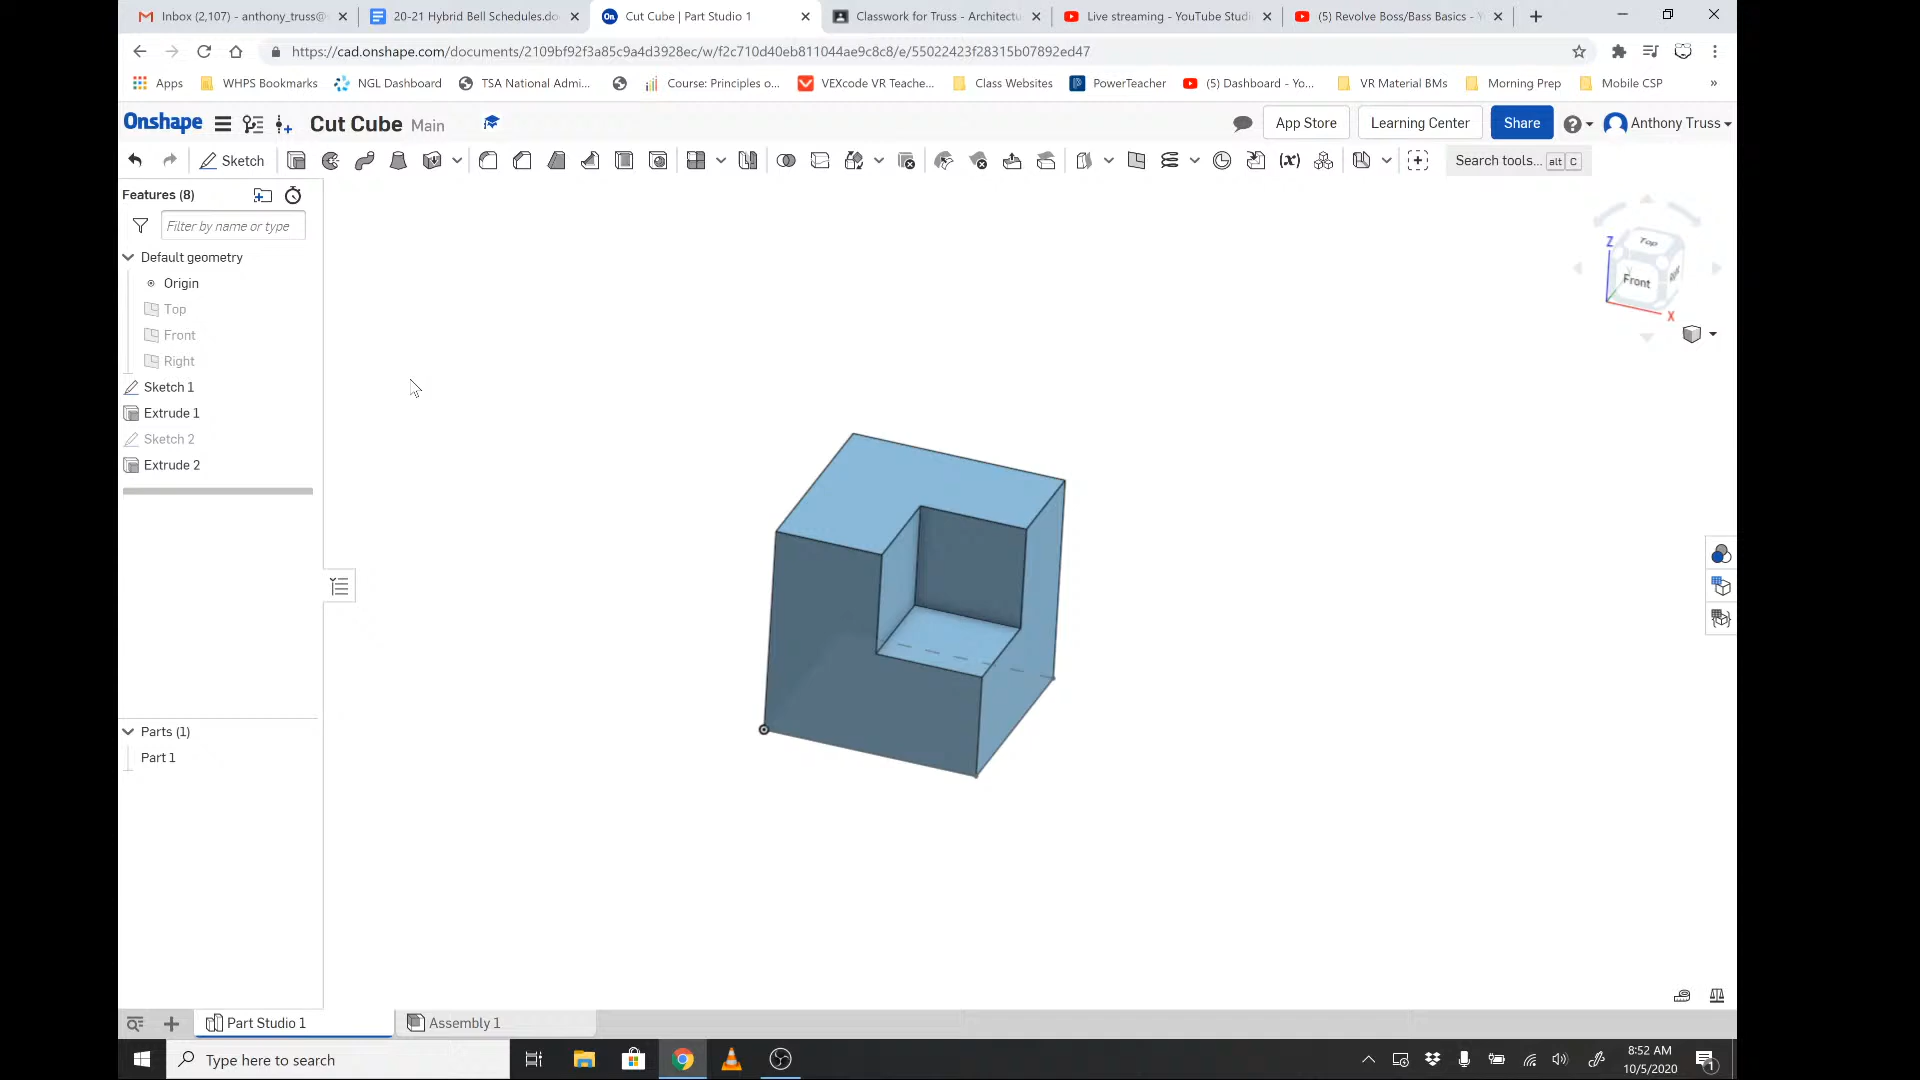 Inbox (2,107) - anthony_truss@
20-21 Hybrid Bell Schedules.do
Cut Cube | Part Studio 1
Classwork for Truss - Architectu
Live streaming - YouTube Studi
(5) Revolve Boss/Bass Basics -
https://cad.onshape.com/documents/2109bf92f3a85c9a4d3928ec/w/f2c710d40eb811044ae9c8c8/e/55022423f28315b07892ed47
Apps
WHPS Bookmarks
NGL Dashboard
TSA National Admi...
Course: Principles o...
VEXcode VR Teache...
Class Websites
PowerTeacher
(5) Dashboard - Yo...
VR Material BMs
Morning Prep
Mobile CSP
»
Onshape
Cut Cube Main
App Store
Learning Center
Share
Anthony Truss
Sketch
Search tools... alt C
Features (8)
Filter by name or type
Default geometry
Origin
Top
Front
Right
Sketch 1
Extrude 1
Sketch 2
Extrude 2
Z
Top
Front
Right
X
Parts (1)
Part 1
Part Studio 1
Assembly 1
Type here to search
8:52 AM
10/5/2020
1